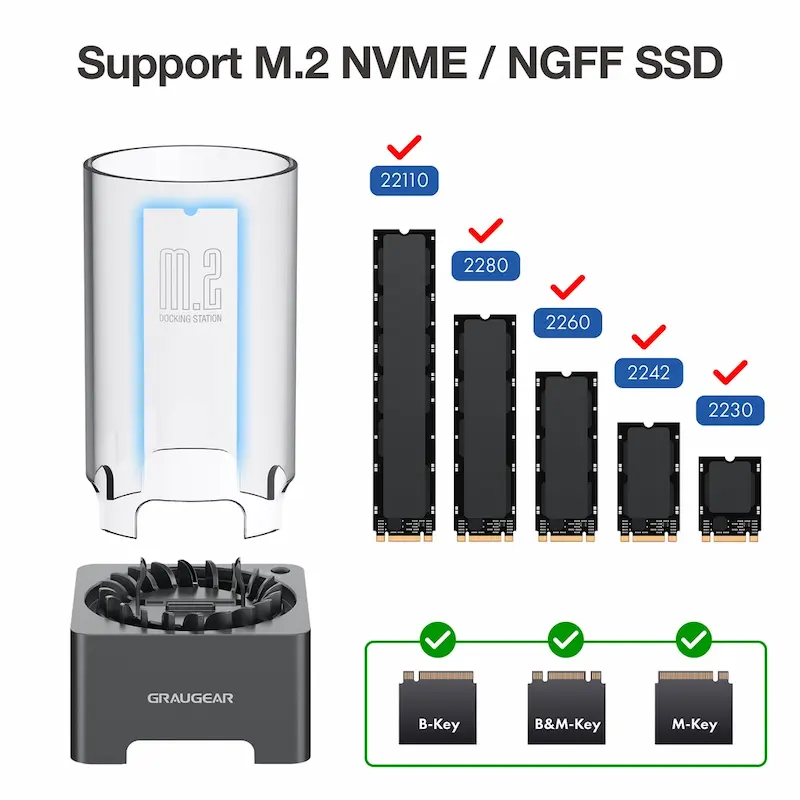 Support M.2 NVME / NGFF SSD
22110
2280
2260
2242
2230
M.2
DOCKING STATION
GRAUGEAR
B-Key
B&M-Key
M-Key